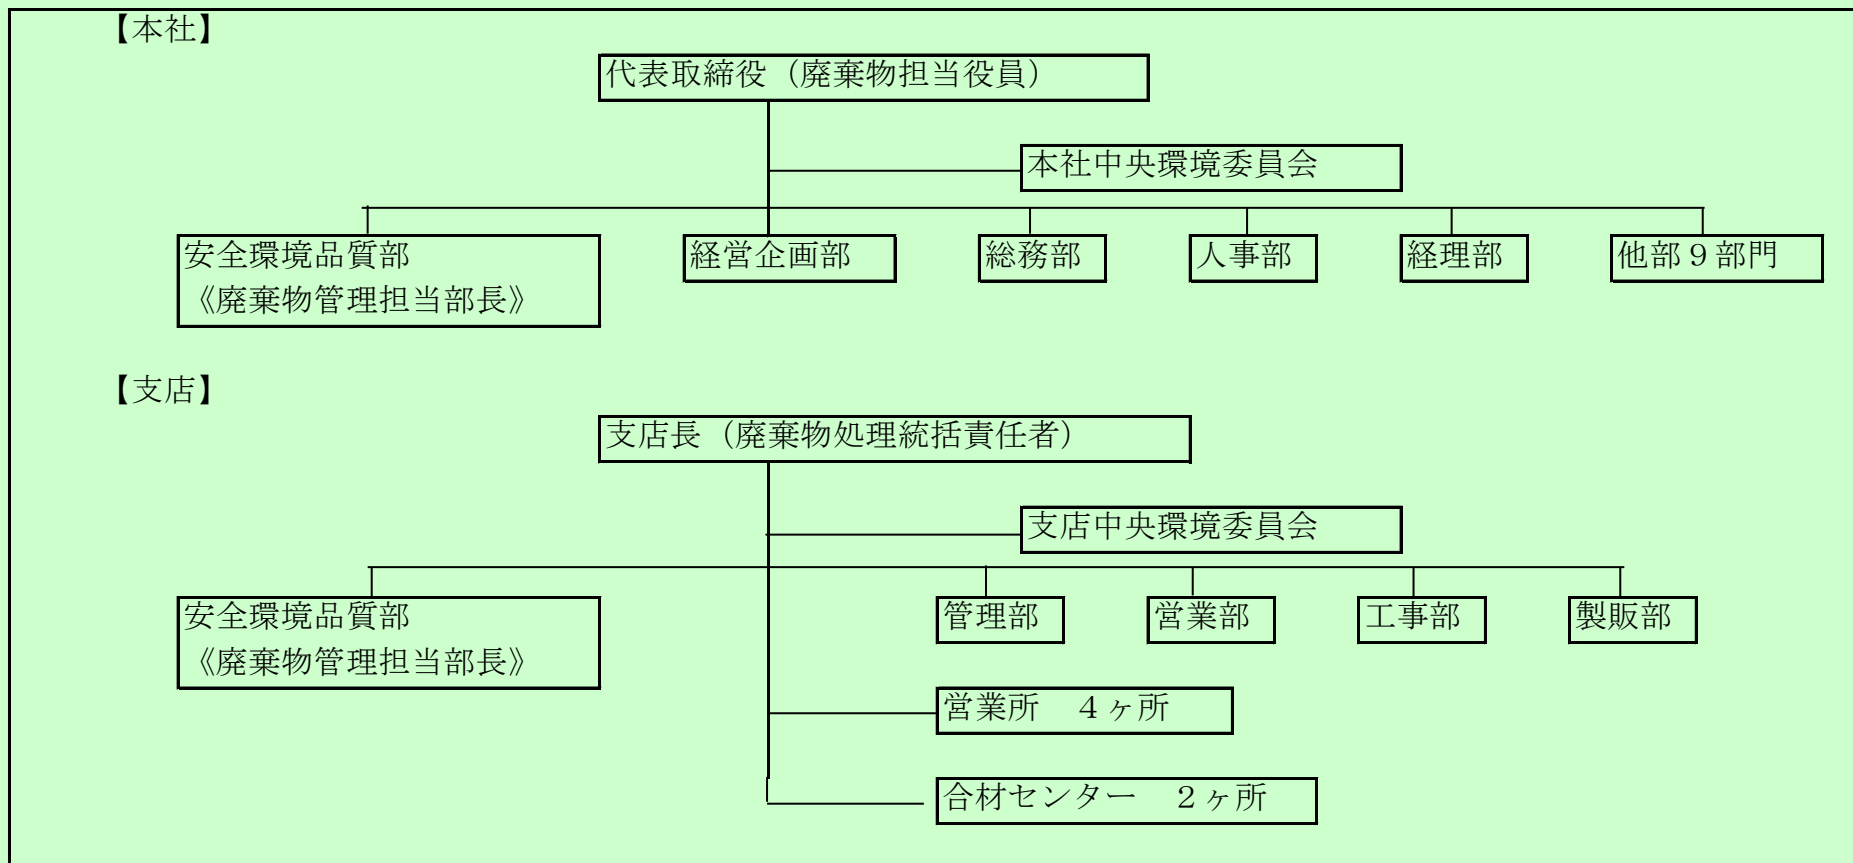 【本社】
代表取締役（廃棄物担当役員）
本社中央環境委員会
安全環境品質部
《廃棄物管理担当部長》
経営企画部
総務部
人事部
経理部
他部９部門
【支店】
支店長（廃棄物処理統括責任者）
支店中央環境委員会
安全環境品質部
《廃棄物管理担当部長》
管理部
営業部
工事部
製販部
営業所　４ヶ所
合材センター　２ヶ所